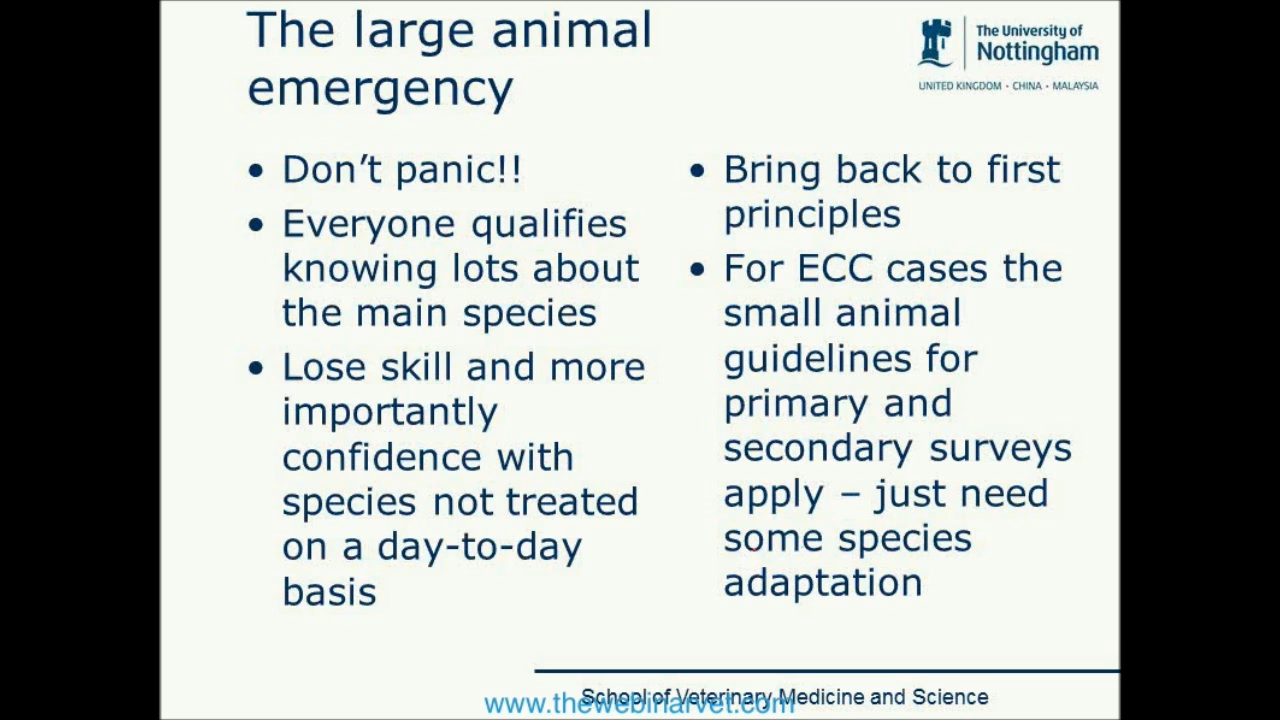 The large animal
emergency
The University of
Nottingham
UNITED KINGDOM · CHINA · MALAYSIA
• Don’t panic!!
• Everyone qualifies
knowing lots about
the main species
• Lose skill and more
importantly
confidence with
species not treated
on a day-to-day
basis
• Bring back to first
principles
• For ECC cases the
small animal
guidelines for
primary and
secondary surveys
apply – just need
some species
adaptation
School of Veterinary Medicine and Science
www.thewebinarvet.com